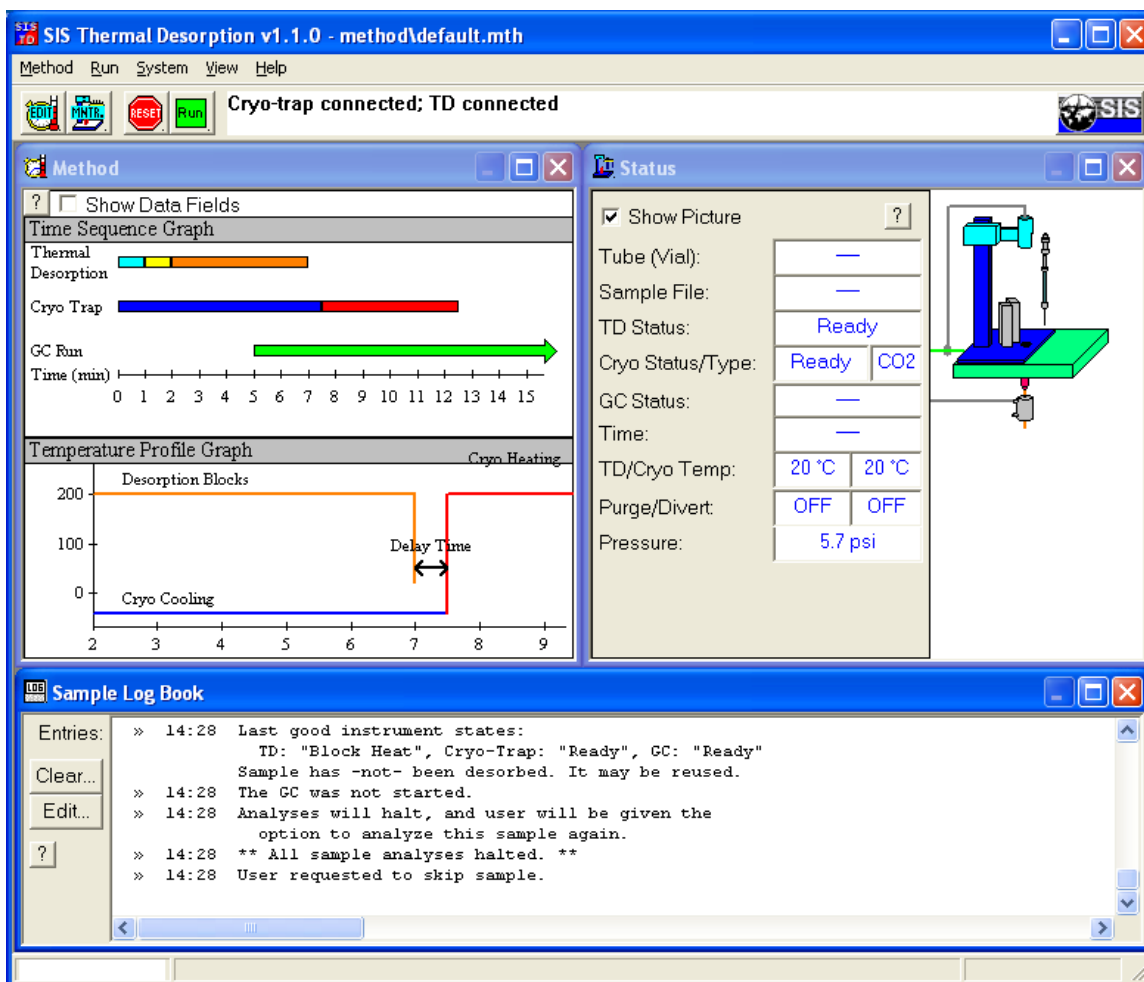 SIS TD
SIS Thermal Desorption v1.1.0 - method\default.mth
Method Run System View Help
EDIT MNTR. RESET Run Cryo-trap connected; TD connected SIS
Method
? Show Data Fields
Time Sequence Graph
Thermal
Desorption
Cryo Trap
GC Run
Time (min)
0 1 2 3 4 5 6 7 8 9 10 11 12 13 14 15
Temperature Profile Graph
Cryo Heating
Desorption Blocks
200
100
Delay Time
0
Cryo Cooling
2 3 4 5 6 7 8 9
Status
Show Picture ?
Tube (Vial): —
Sample File: —
TD Status: Ready
Cryo Status/Type: Ready CO2
GC Status: —
Time: —
TD/Cryo Temp: 20 °C 20 °C
Purge/Divert: OFF OFF
Pressure: 5.7 psi
LOG Sample Log Book
Entries:
Clear...
Edit...
?
» 14:28 Last good instrument states:
TD: "Block Heat", Cryo-Trap: "Ready", GC: "Ready"
Sample has -not- been desorbed. It may be reused.
» 14:28 The GC was not started.
» 14:28 Analyses will halt, and user will be given the
option to analyze this sample again.
» 14:28 ** All sample analyses halted. **
» 14:28 User requested to skip sample.